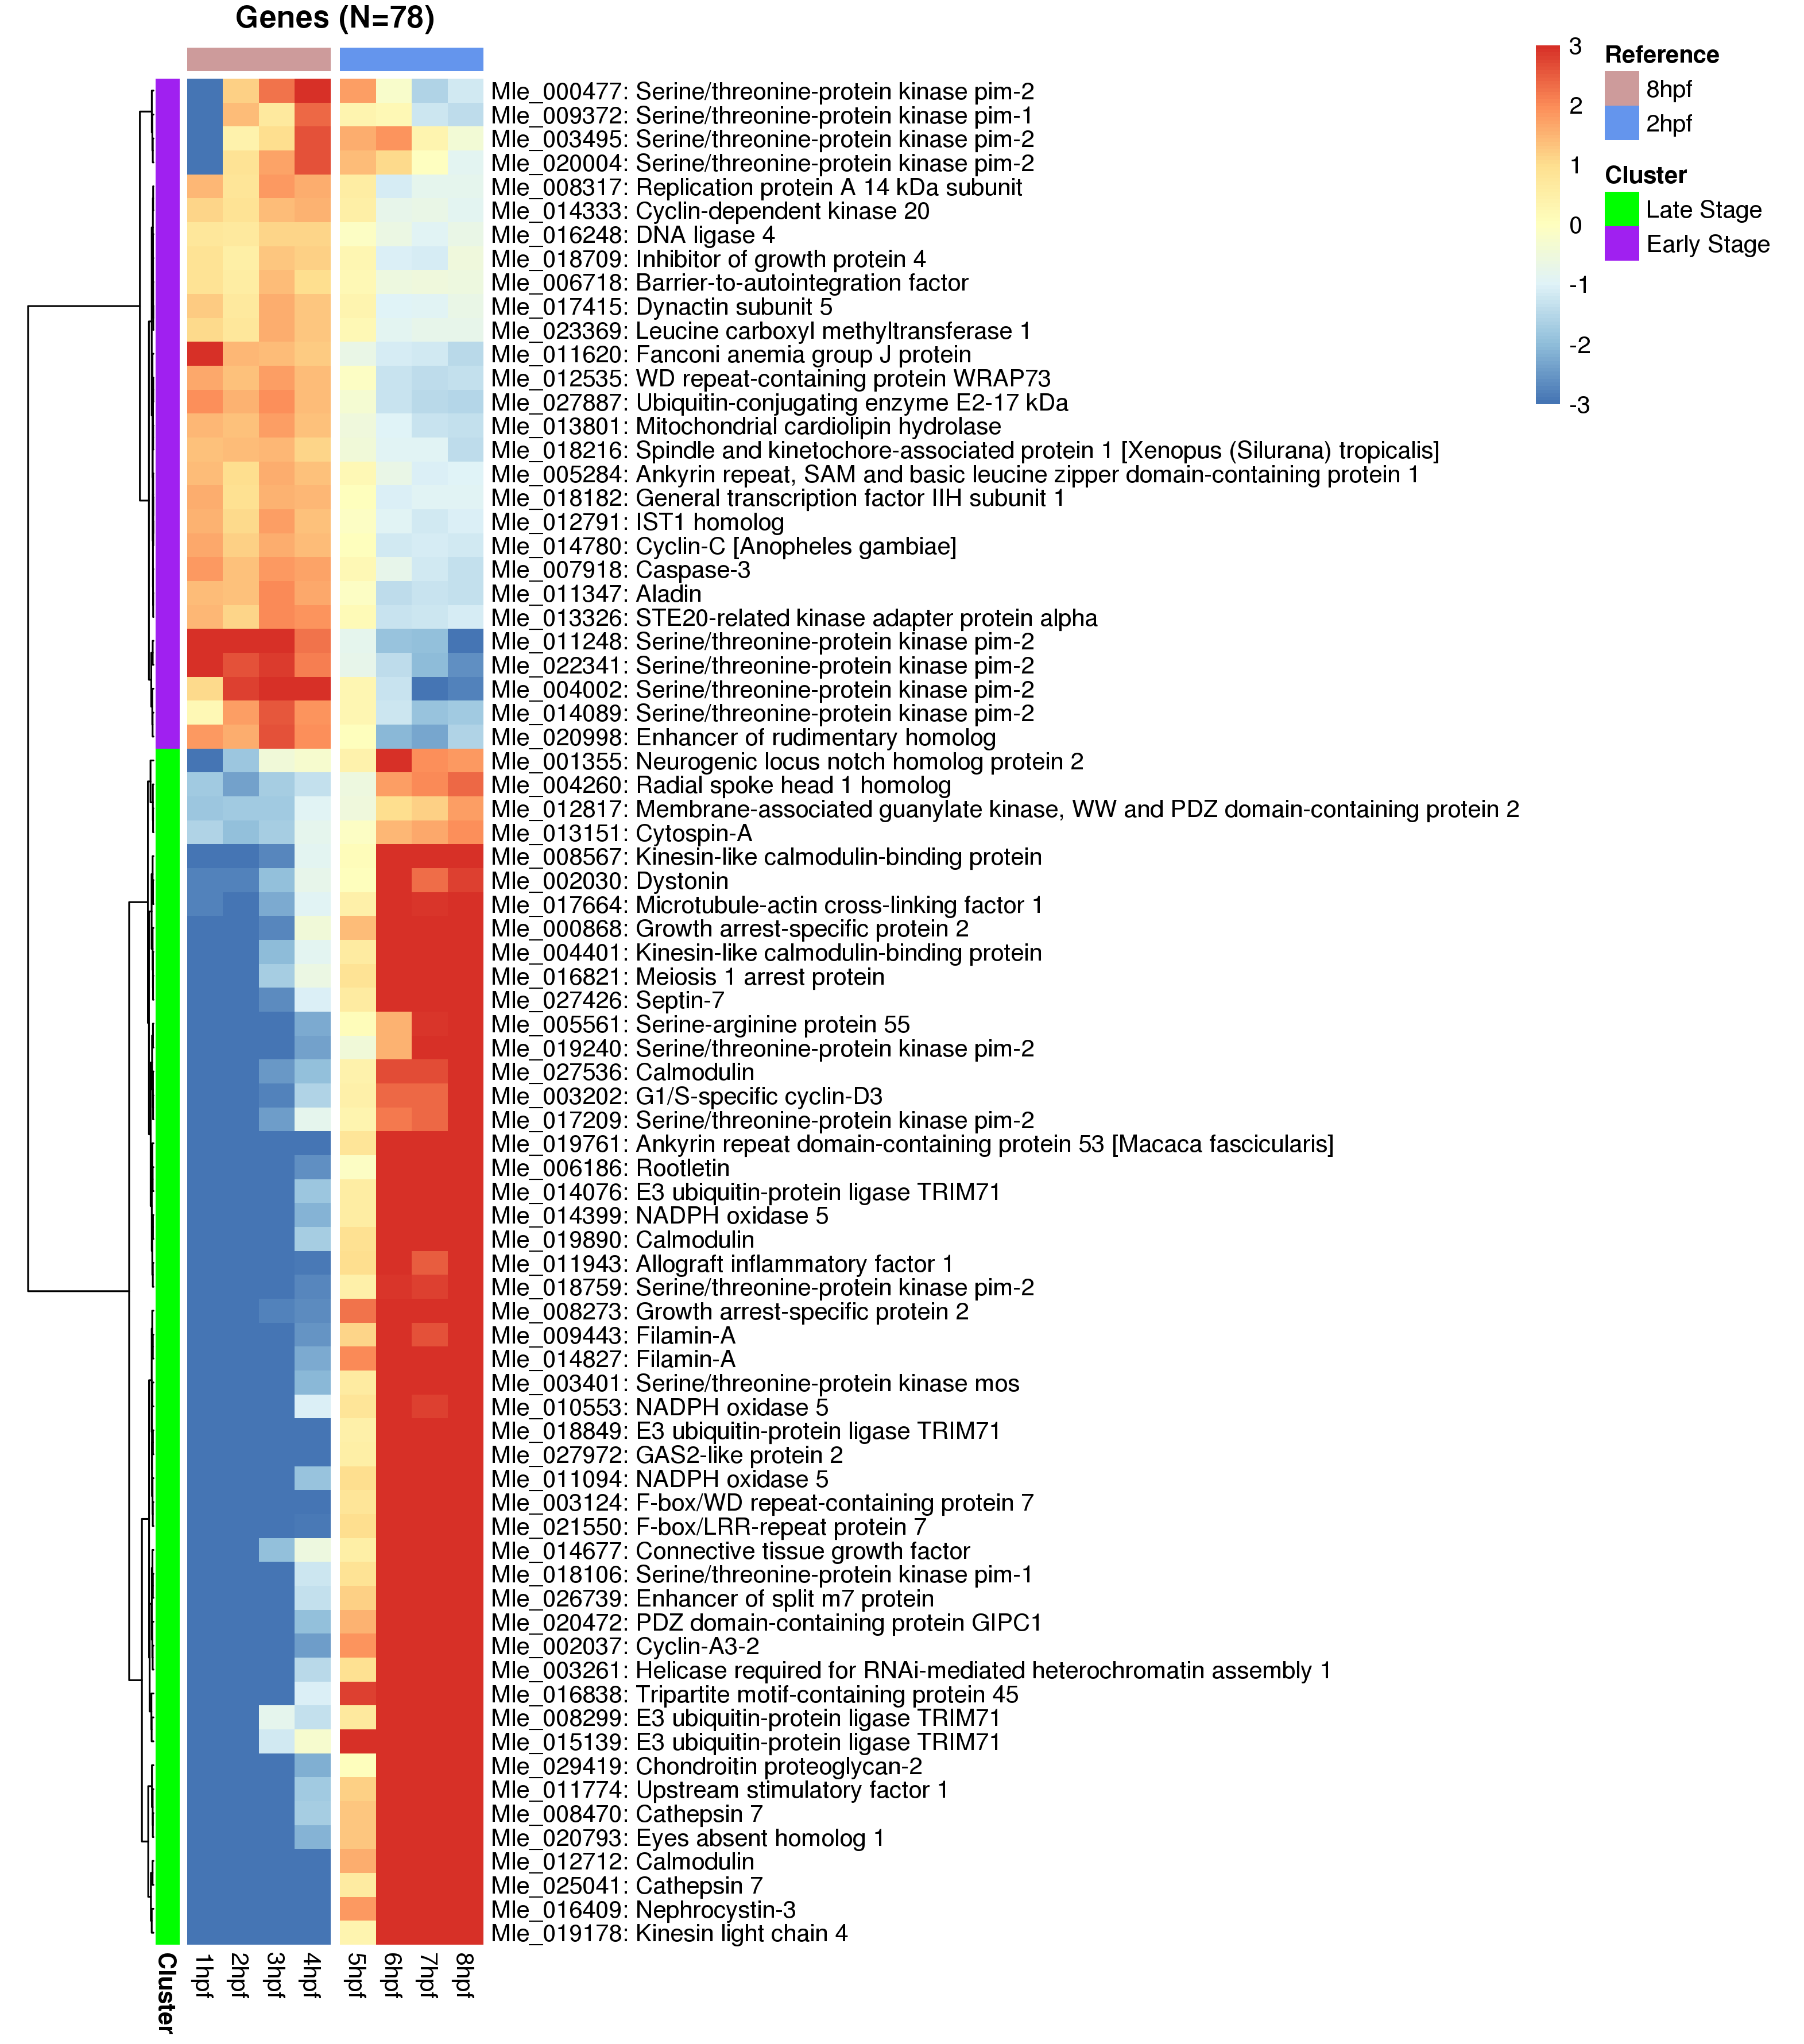 Genes (N=78)
Mle_000477: Serine/threonine-protein kinase pim-2
Mle_009372: Serine/threonine-protein kinase pim-1
Mle_003495: Serine/threonine-protein kinase pim-2
Mle_020004: Serine/threonine-protein kinase pim-2
Mle_008317: Replication protein A 14 kDa subunit
Mle_014333: Cyclin-dependent kinase 20
Mle_016248: DNA ligase 4
Mle_018709: Inhibitor of growth protein 4
Mle_006718: Barrier-to-autointegration factor
Mle_017415: Dynactin subunit 5
Mle_023369: Leucine carboxyl methyltransferase 1
Mle_011620: Fanconi anemia group J protein
Mle_012535: WD repeat-containing protein WRAP73
Mle_027887: Ubiquitin-conjugating enzyme E2-17 kDa
Mle_013801: Mitochondrial cardiolipin hydrolase
Mle_018216: Spindle and kinetochore-associated protein 1 [Xenopus (Silurana) tropicalis]
Mle_005284: Ankyrin repeat, SAM and basic leucine zipper domain-containing protein 1
Mle_018182: General transcription factor IIH subunit 1
Mle_012791: IST1 homolog
Mle_014780: Cyclin-C [Anopheles gambiae]
Mle_007918: Caspase-3
Mle_011347: Aladin
Mle_013326: STE20-related kinase adapter protein alpha
Mle_011248: Serine/threonine-protein kinase pim-2
Mle_022341: Serine/threonine-protein kinase pim-2
Mle_004002: Serine/threonine-protein kinase pim-2
Mle_014089: Serine/threonine-protein kinase pim-2
Mle_020998: Enhancer of rudimentary homolog
Mle_001355: Neurogenic locus notch homolog protein 2
Mle_004260: Radial spoke head 1 homolog
Mle_012817: Membrane-associated guanylate kinase, WW and PDZ domain-containing protein 2
Mle_013151: Cytospin-A
Mle_008567: Kinesin-like calmodulin-binding protein
Mle_002030: Dystonin
Mle_017664: Microtubule-actin cross-linking factor 1
Mle_000868: Growth arrest-specific protein 2
Mle_004401: Kinesin-like calmodulin-binding protein
Mle_016821: Meiosis 1 arrest protein
Mle_027426: Septin-7
Mle_005561: Serine-arginine protein 55
Mle_019240: Serine/threonine-protein kinase pim-2
Mle_027536: Calmodulin
Mle_003202: G1/S-specific cyclin-D3
Mle_017209: Serine/threonine-protein kinase pim-2
Mle_019761: Ankyrin repeat domain-containing protein 53 [Macaca fascicularis]
Mle_006186: Rootletin
Mle_014076: E3 ubiquitin-protein ligase TRIM71
Mle_014399: NADPH oxidase 5
Mle_019890: Calmodulin
Mle_011943: Allograft inflammatory factor 1
Mle_018759: Serine/threonine-protein kinase pim-2
Mle_008273: Growth arrest-specific protein 2
Mle_009443: Filamin-A
Mle_014827: Filamin-A
Mle_003401: Serine/threonine-protein kinase mos
Mle_010553: NADPH oxidase 5
Mle_018849: E3 ubiquitin-protein ligase TRIM71
Mle_027972: GAS2-like protein 2
Mle_011094: NADPH oxidase 5
Mle_003124: F-box/WD repeat-containing protein 7
Mle_021550: F-box/LRR-repeat protein 7
Mle_014677: Connective tissue growth factor
Mle_018106: Serine/threonine-protein kinase pim-1
Mle_026739: Enhancer of split m7 protein
Mle_020472: PDZ domain-containing protein GIPC1
Mle_002037: Cyclin-A3-2
Mle_003261: Helicase required for RNAi-mediated heterochromatin assembly 1
Mle_016838: Tripartite motif-containing protein 45
Mle_008299: E3 ubiquitin-protein ligase TRIM71
Mle_015139: E3 ubiquitin-protein ligase TRIM71
Mle_029419: Chondroitin proteoglycan-2
Mle_011774: Upstream stimulatory factor 1
Mle_008470: Cathepsin 7
Mle_020793: Eyes absent homolog 1
Mle_012712: Calmodulin
Mle_025041: Cathepsin 7
Mle_016409: Nephrocystin-3
Mle_019178: Kinesin light chain 4
Cluster
1hpf
2hpf
3hpf
4hpf
5hpf
6hpf
7hpf
8hpf
3
2
1
0
-1
-2
-3
Reference
8hpf
2hpf
Cluster
Late Stage
Early Stage